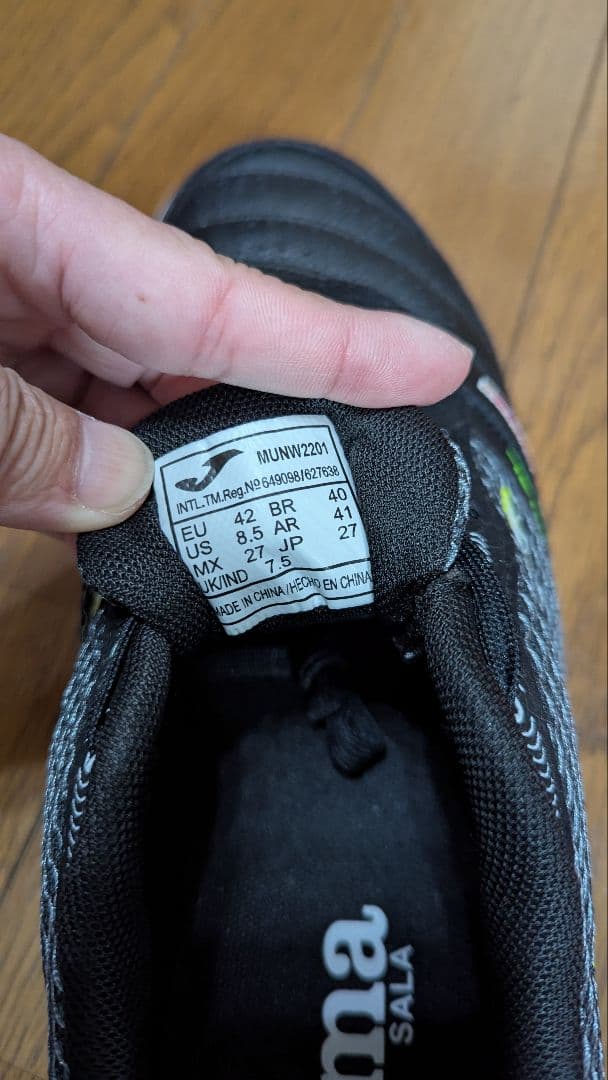 MUNW2201
INTL.TM.Reg.Nº649098/627638
EU 42 BR 40
US 8.5 AR 41
MX 27 JP 27
UK/IND 7.5
MADE IN CHINA/HECHO EN CHINA
ma
SALA